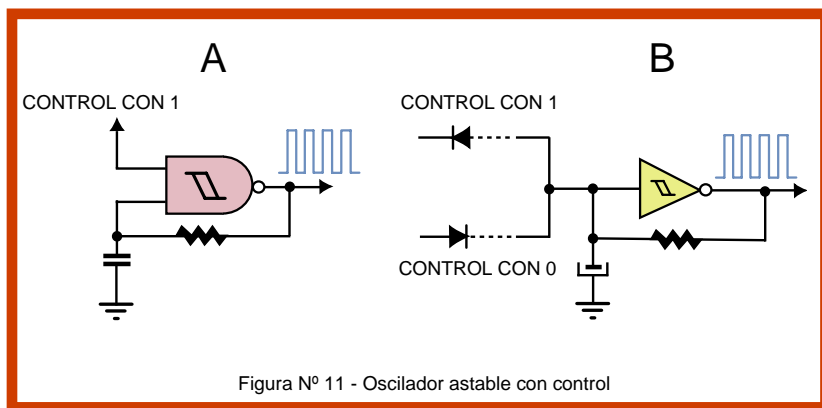 A
B
CONTROL CON 1
CONTROL CON 1
CONTROL CON 0
Figura Nº 11 - Oscilador astable con control